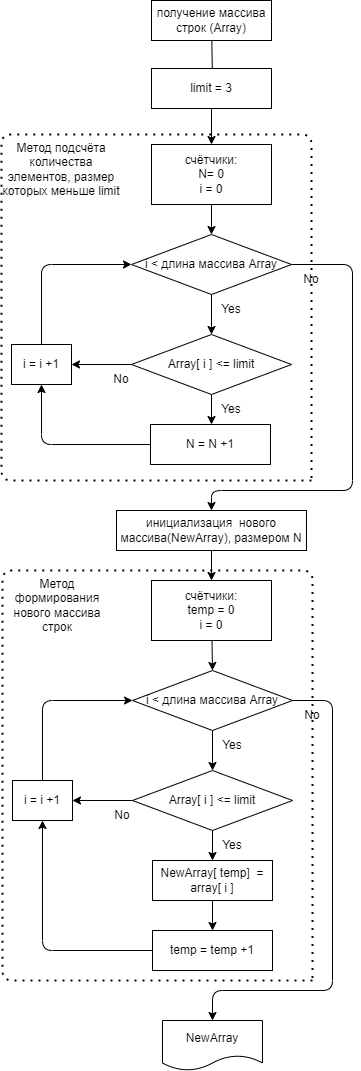 получение массива
строк (Array)
limit = 3
Метод подсчёта
количества
элементов, размер
которых меньше limit
счётчики:
N= 0
i = 0
i < длина массива Array
No
Yes
i = i +1
Array[ i ] <= limit
No
Yes
N = N +1
инициализация нового
массива(NewArray), размером N
Метод
формирования
нового массива
строк
счётчики:
temp = 0
i = 0
i < длина массива Array
No
Yes
i = i +1
Array[ i ] <= limit
No
Yes
NewArray[ temp] =
array[ i ]
temp = temp +1
NewArray